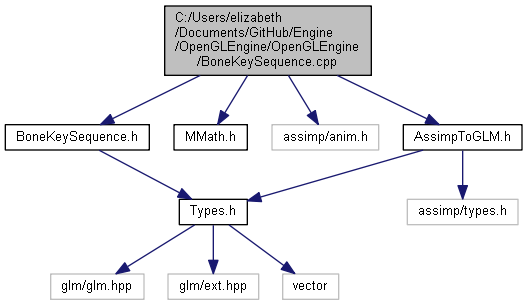 C:/Users/elizabeth
/Documents/GitHub/Engine
/OpenGLEngine/OpenGLEngine
/BoneKeySequence.cpp
BoneKeySequence.h
MMath.h
assimp/anim.h
AssimpToGLM.h
Types.h
assimp/types.h
glm/glm.hpp
glm/ext.hpp
vector